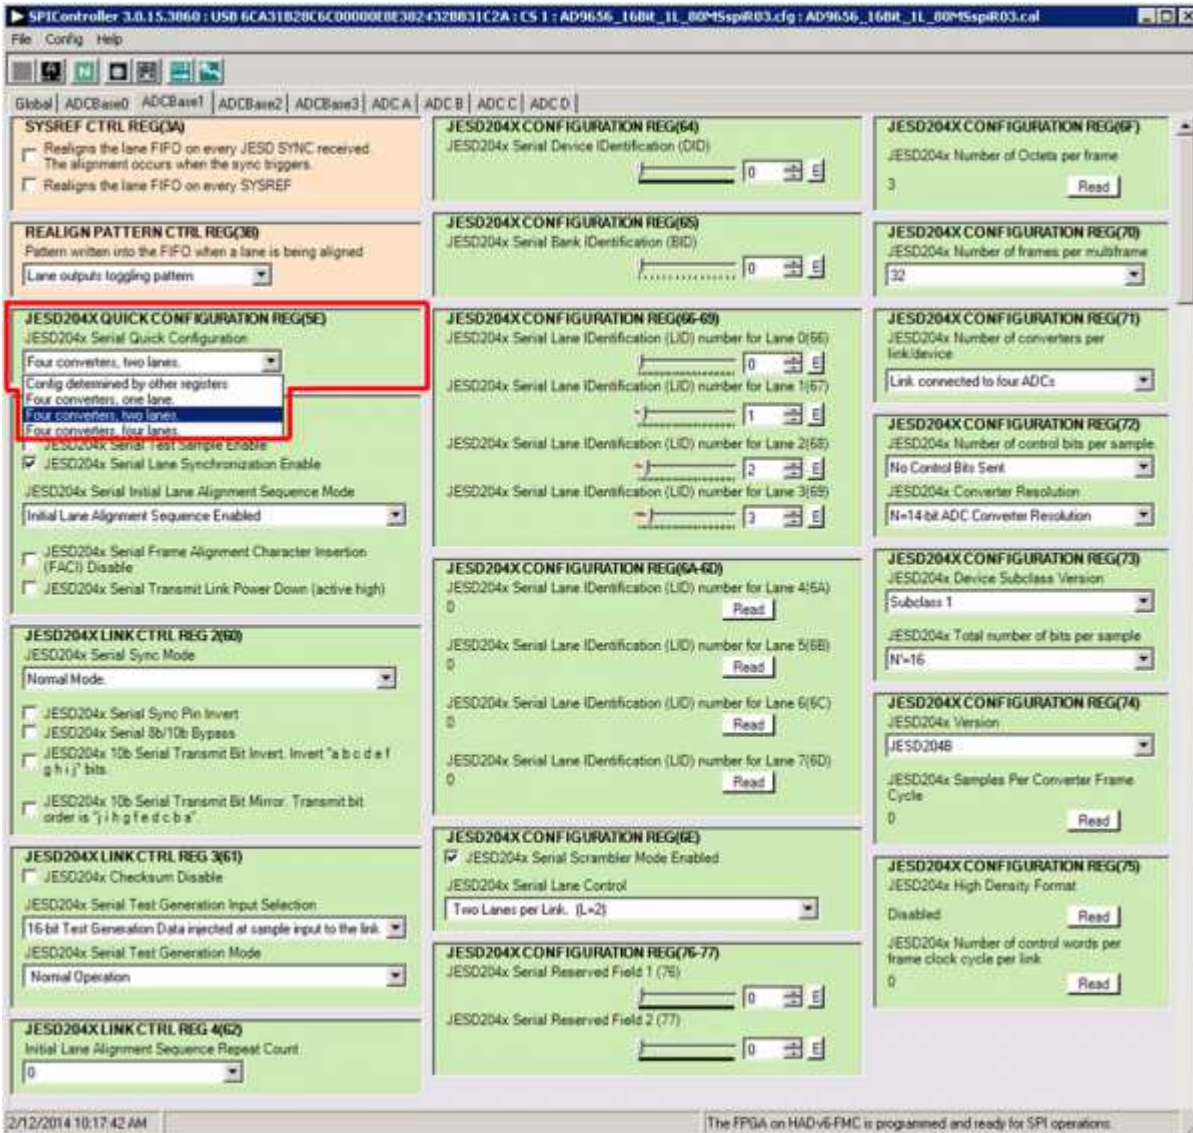 SPIController 3.0.15.3860 : USB 6CA31B28C6C00000E8E3824328B31C2A : CS 1 : AD9656_16Bit_1L_80MSspiR03.cfg : AD9656_16Bit_1L_80MSspiR03.cal
File Config Help
Global ADCBase0 ADCBase1 ADCBase2 ADCBase3 ADC A ADC B ADC C ADC D
SYSREF CTRL REG(3A)
Realigns the lane FIFO on every JESD SYNC received.
The alignment occurs when the sync triggers.
Realigns the lane FIFO on every SYSREF
REALIGN PATTERN CTRL REG(3B)
Pattern written into the FIFO when a lane is being aligned
Lane outputs toggling pattern
JESD204X QUICK CONFIGURATION REG(5E)
JESD204x Serial Quick Configuration
Four converters, two lanes.
Config determined by other registers
Four converters, one lane.
Four converters, two lanes.
Four converters, four lanes.
JESD204x Serial Test Sample Enable
JESD204x Serial Lane Synchronization Enable
JESD204x Serial Initial Lane Alignment Sequence Mode
Initial Lane Alignment Sequence Enabled
JESD204x Serial Frame Alignment Character Insertion
(FACI) Disable
JESD204x Serial Transmit Link Power Down (active high)
JESD204X LINK CTRL REG 2(60)
JESD204x Serial Sync Mode
Normal Mode.
JESD204x Serial Sync Pin Invert
JESD204x Serial 8b/10b Bypass
JESD204x 10b Serial Transmit Bit Invert. Invert "a b c d e f
g h i j" bits.
JESD204x 10b Serial Transmit Bit Mirror. Transmit bit
order is "j i h g f e d c b a".
JESD204X LINK CTRL REG 3(61)
JESD204x Checksum Disable
JESD204x Serial Test Generation Input Selection
16-bit Test Generation Data injected at sample input to the link.
JESD204x Serial Test Generation Mode
Normal Operation
JESD204X LINK CTRL REG 4(62)
Initial Lane Alignment Sequence Repeat Count
0
JESD204X CONFIGURATION REG(64)
JESD204x Serial Device IDentification (DID)
0 E
JESD204X CONFIGURATION REG(65)
JESD204x Serial Bank IDentification (BID)
0 E
JESD204X CONFIGURATION REG(66-69)
JESD204x Serial Lane IDentification (LID) number for Lane 0(66)
0 E
JESD204x Serial Lane IDentification (LID) number for Lane 1(67)
1 E
JESD204x Serial Lane IDentification (LID) number for Lane 2(68)
2 E
JESD204x Serial Lane IDentification (LID) number for Lane 3(69)
3 E
JESD204X CONFIGURATION REG(6A-6D)
JESD204x Serial Lane IDentification (LID) number for Lane 4(6A)
0 Read
JESD204x Serial Lane IDentification (LID) number for Lane 5(6B)
0 Read
JESD204x Serial Lane IDentification (LID) number for Lane 6(6C)
0 Read
JESD204x Serial Lane IDentification (LID) number for Lane 7(6D)
0 Read
JESD204X CONFIGURATION REG(6E)
JESD204x Serial Scrambler Mode Enabled
JESD204x Serial Lane Control
Two Lanes per Link. (L=2)
JESD204X CONFIGURATION REG(76-77)
JESD204x Serial Reserved Field 1 (76)
0 E
JESD204x Serial Reserved Field 2 (77)
0 E
JESD204X CONFIGURATION REG(6F)
JESD204x Number of Octets per frame
3 Read
JESD204X CONFIGURATION REG(70)
JESD204x Number of frames per multiframe
32
JESD204X CONFIGURATION REG(71)
JESD204x Number of converters per
link/device
Link connected to four ADCs
JESD204X CONFIGURATION REG(72)
JESD204x Number of control bits per sample
No Control Bits Sent
JESD204x Converter Resolution
N=14-bit ADC Converter Resolution
JESD204X CONFIGURATION REG(73)
JESD204x Device Subclass Version
Subclass 1
JESD204x Total number of bits per sample
N'=16
JESD204X CONFIGURATION REG(74)
JESD204x Version
JESD204B
JESD204x Samples Per Converter Frame
Cycle
0 Read
JESD204X CONFIGURATION REG(75)
JESD204x High Density Format
Disabled Read
JESD204x Number of control words per
frame clock cycle per link
0 Read
2/12/2014 10:17:42 AM
The FPGA on HAD-v6-FMC is programmed and ready for SPI operations.